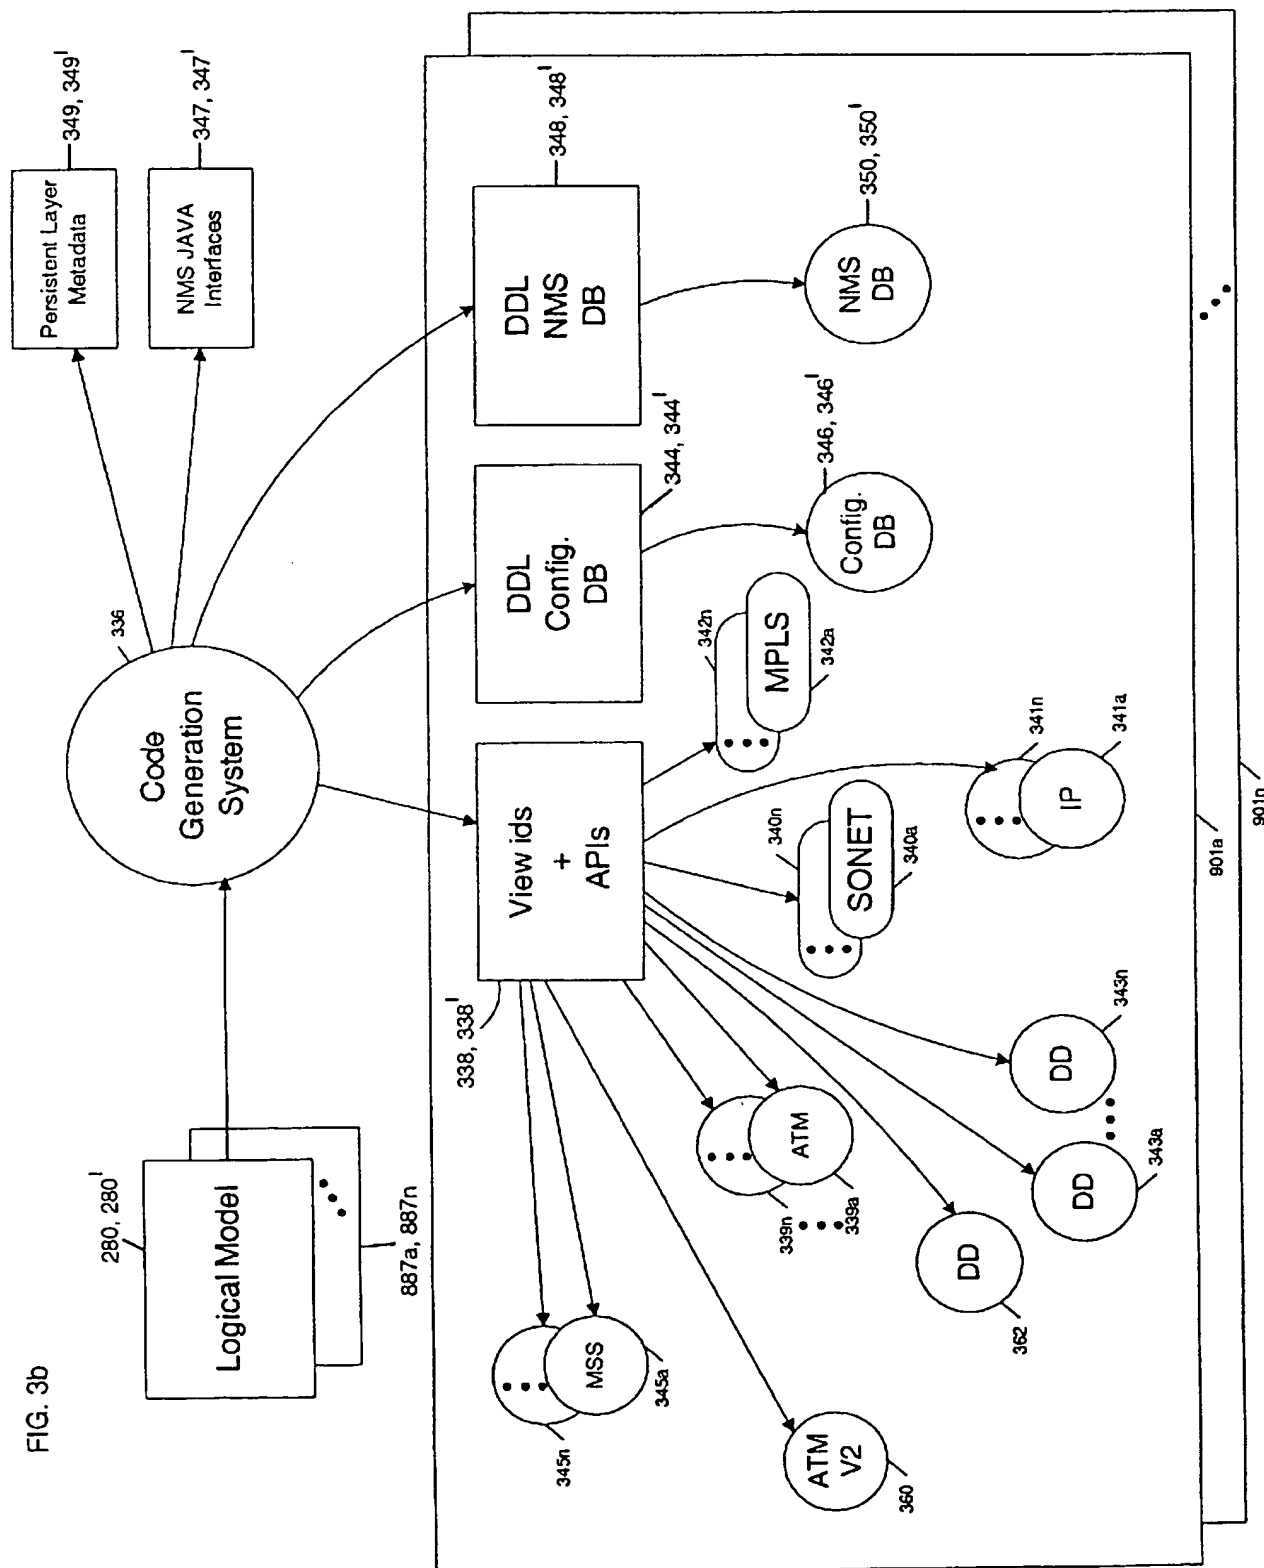 FIG. 3b
280, 280'
Logical Model
887a, 887n
336
Code
Generation
System
Persistent Layer
Metadata
349, 349'
NMS JAVA
Interfaces
347, 347'
338, 338'
View ids
+
APIs
DDL
Config.
DB
344, 344'
DDL
NMS
DB
348, 348'
345n
MSS
345a
ATM
V2
360
339n
ATM
339a
DD
362
DD
343a
DD
343n
340n
SONET
340a
342n
MPLS
342a
341n
IP
341a
Config.
DB
346, 346'
NMS
DB
350, 350'
901a
901n